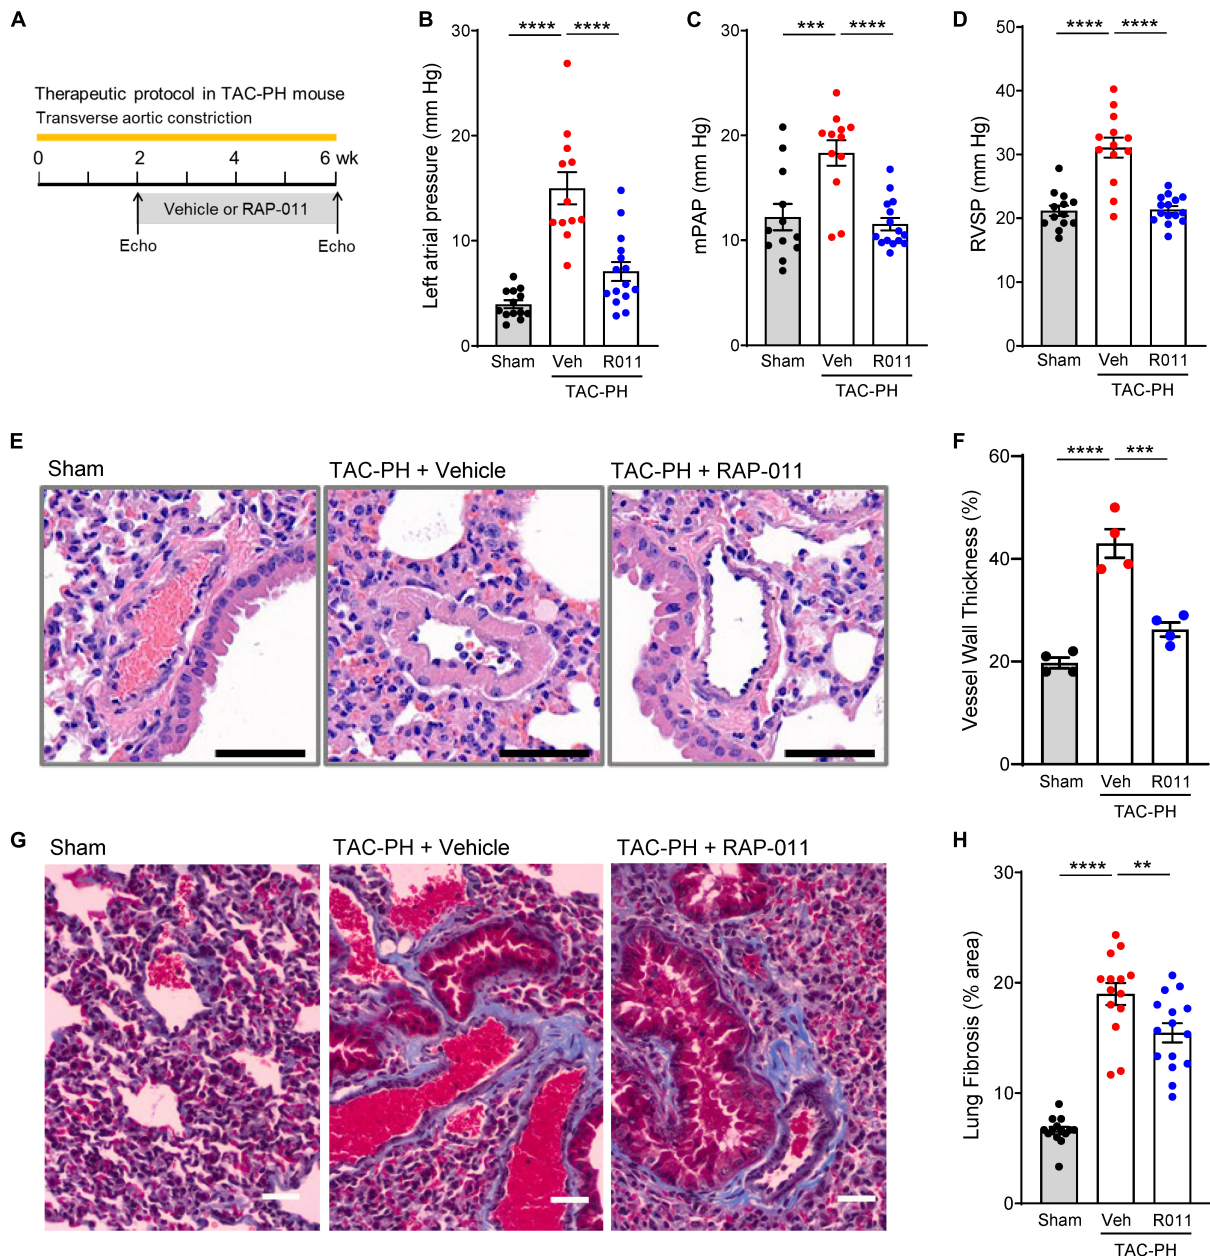 A
Therapeutic protocol in TAC-PH mouse
Transverse aortic constriction
0 2 4 6 wk
Vehicle or RAP-011
Echo Echo
B
Left atrial pressure (mm Hg)
30
20
10
0
**** ****
Sham Veh R011
TAC-PH
C
mPAP (mm Hg)
30
20
10
0
*** ****
Sham Veh R011
TAC-PH
D
RVSP (mm Hg)
50
40
30
20
10
0
**** ****
Sham Veh R011
TAC-PH
E
Sham
TAC-PH + Vehicle
TAC-PH + RAP-011
F
Vessel Wall Thickness (%)
60
40
20
0
**** ***
Sham Veh R011
TAC-PH
G
Sham
TAC-PH + Vehicle
TAC-PH + RAP-011
H
Lung Fibrosis (% area)
30
20
10
0
**** **
Sham Veh R011
TAC-PH